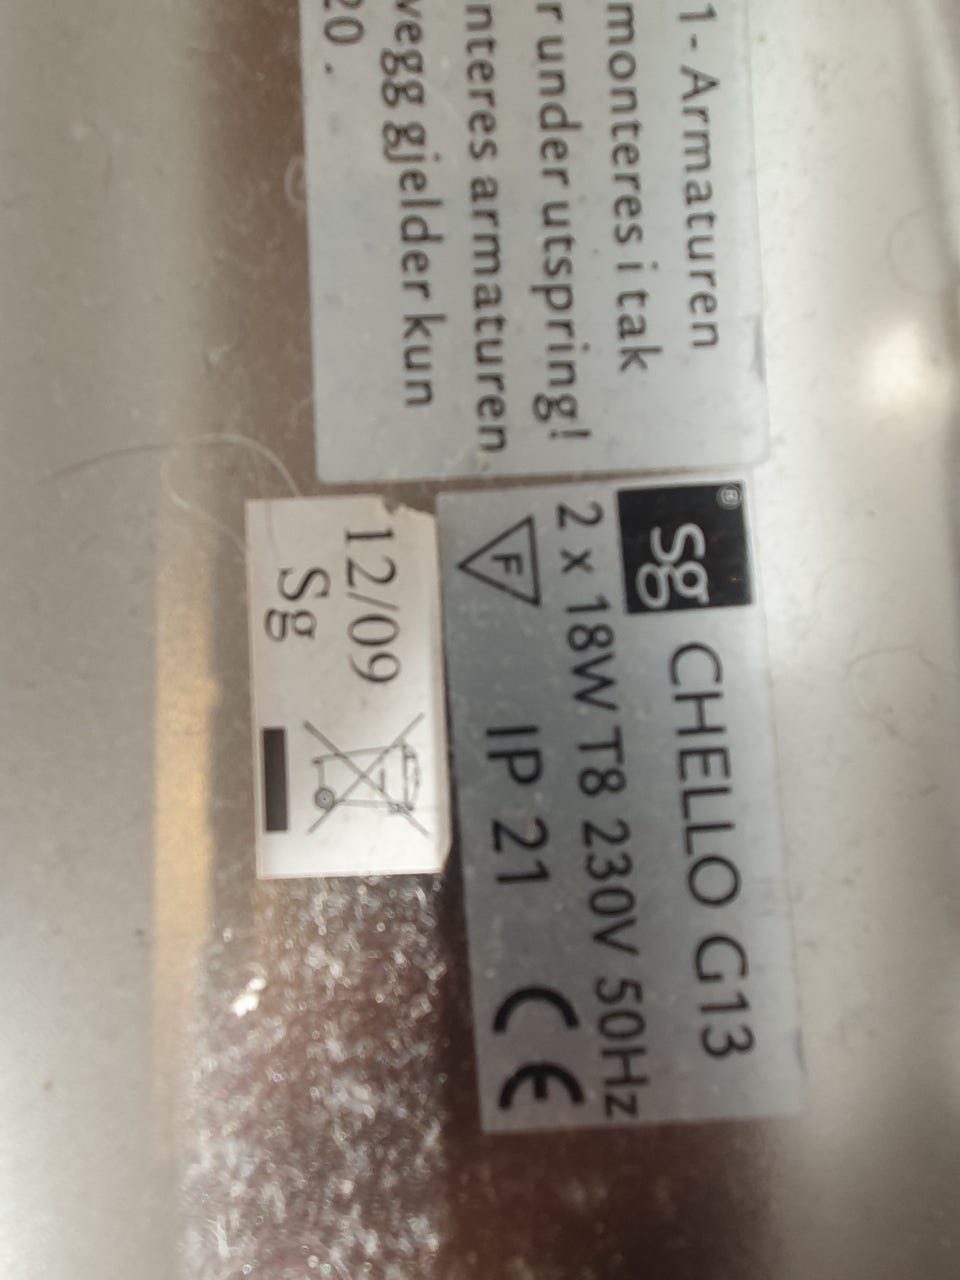 1 - Armaturen
monteres i tak
r under utspring!
nteres armaturen
vegg gjelder kun
20 .
® sg CHELLO G13
2 x 18W T8 230V 50Hz
F IP 21 CE
12/09
Sg